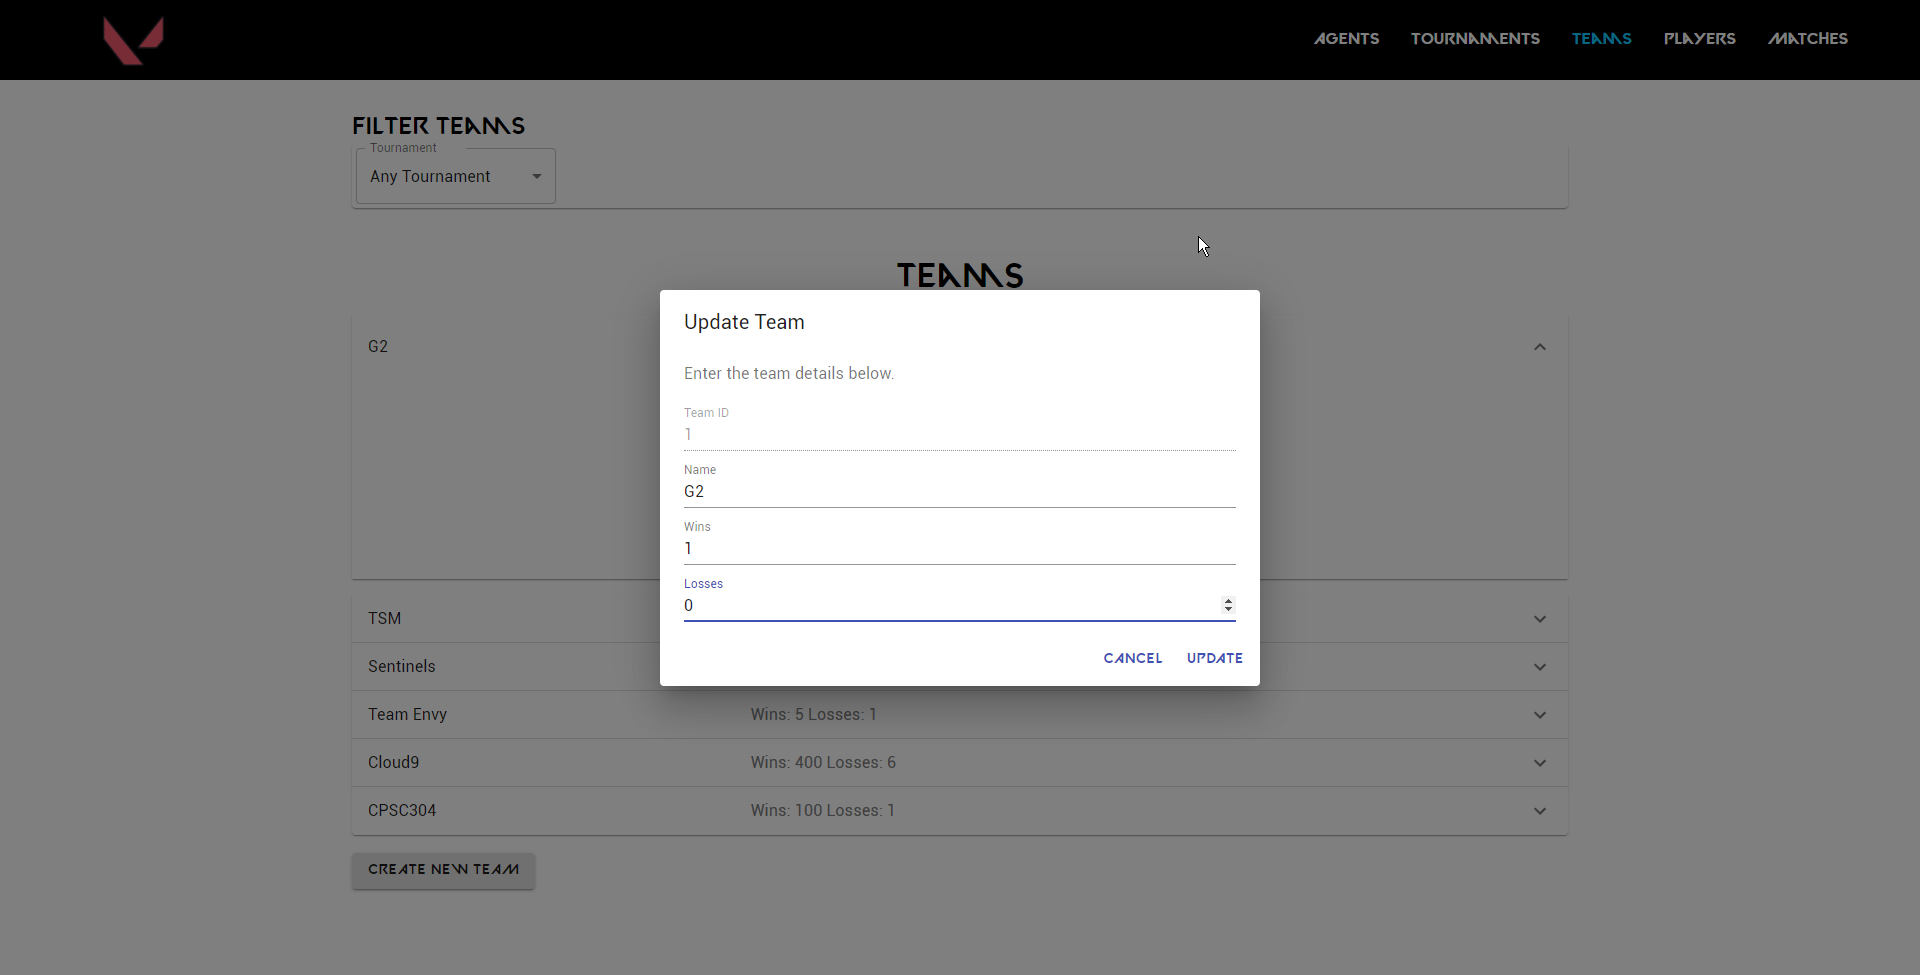 AGENTS TOURNAMENTS TEAMS PLAYERS MATCHES
FILTER TEAMS
Tournament
Any Tournament
TEAMS
G2
Update Team
Enter the team details below.
Team ID
1
Name
G2
Wins
1
Losses
0
CANCEL UPDATE
TSM
Sentinels
Team Envy Wins: 5 Losses: 1
Cloud9 Wins: 400 Losses: 6
CPSC304 Wins: 100 Losses: 1
CREATE NEW TEAM